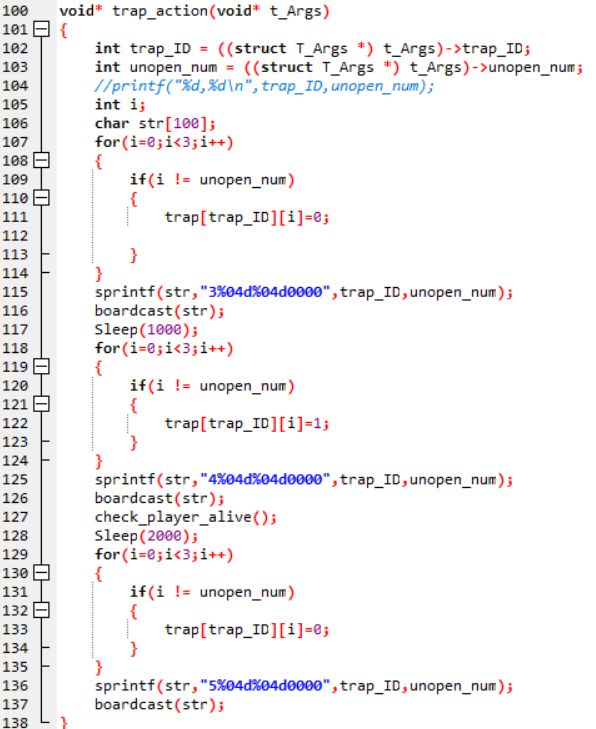 100 void* trap_action(void* t_Args)
101 {
102     int trap_ID = ((struct T_Args *) t_Args)->trap_ID;
103     int unopen_num = ((struct T_Args *) t_Args)->unopen_num;
104     //printf("%d,%d\n",trap_ID,unopen_num);
105     int i;
106     char str[100];
107     for(i=0;i<3;i++)
108     {
109         if(i != unopen_num)
110         {
111             trap[trap_ID][i]=0;
112
113         }
114     }
115     sprintf(str,"3%04d%04d0000",trap_ID,unopen_num);
116     boardcast(str);
117     Sleep(1000);
118     for(i=0;i<3;i++)
119     {
120         if(i != unopen_num)
121         {
122             trap[trap_ID][i]=1;
123         }
124     }
125     sprintf(str,"4%04d%04d0000",trap_ID,unopen_num);
126     boardcast(str);
127     check_player_alive();
128     Sleep(2000);
129     for(i=0;i<3;i++)
130     {
131         if(i != unopen_num)
132         {
133             trap[trap_ID][i]=0;
134         }
135     }
136     sprintf(str,"5%04d%04d0000",trap_ID,unopen_num);
137     boardcast(str);
138 }